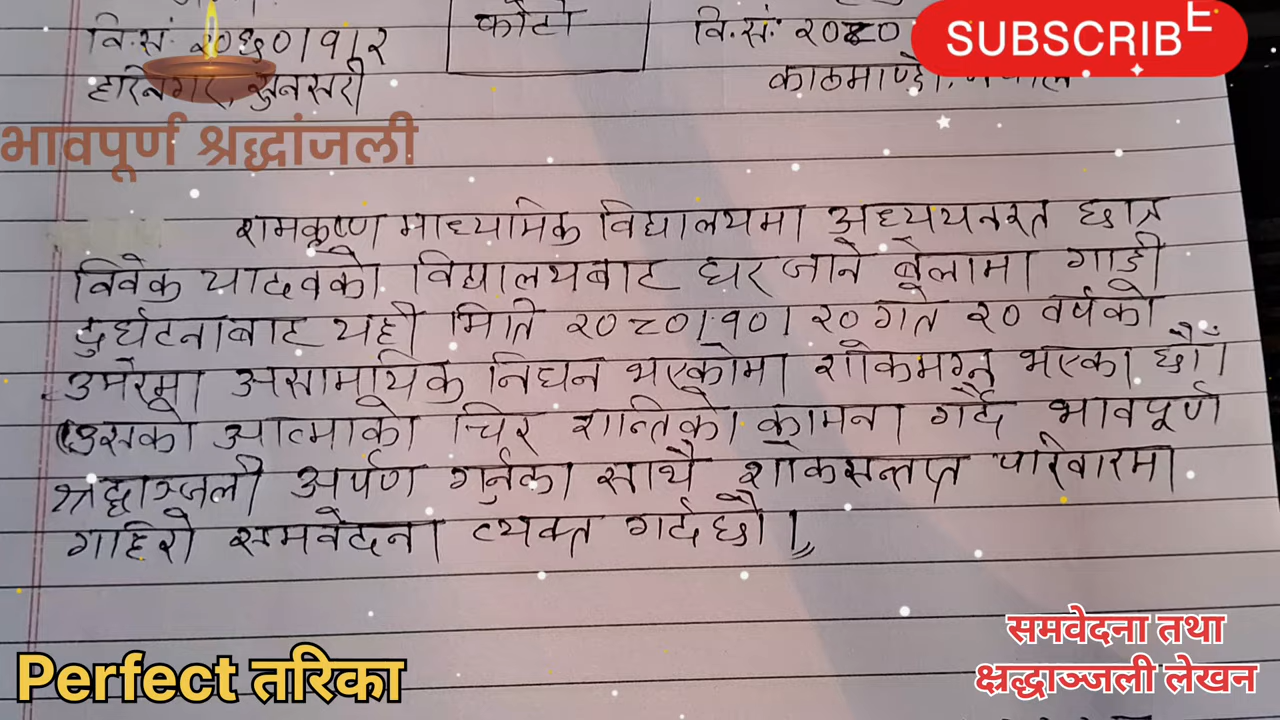 वि.सं. २०६०।१।२
फोटो
वि.सं. २०८०
SUBSCRIBE
हरिनगर, सुनसरी
काठमाण्डौ, नेपाल
भावपूर्ण श्रद्धांजली
रामकृष्ण माध्यमिक विद्यालयमा अध्ययनरत छात्र
विवेक यादवको विद्यालयबाट घर जाने बेलामा गाडी
दुर्घटनाबाट यही मिति २०८०।१०।२० गते २० वर्षको
उमेरमा असामयिक निधन भएकोमा शोकमग्न भएका छौं।
उसको आत्माको चिर शान्तिको कामना गर्दै भावपूर्ण
श्रद्धाञ्जली अर्पण गर्नुका साथै शोकसन्तप्त परिवारमा
गहिरो समवेदना व्यक्त गर्दछौ।
Perfect तरिका
समवेदना तथा
क्ष्रद्धाञ्जली लेखन